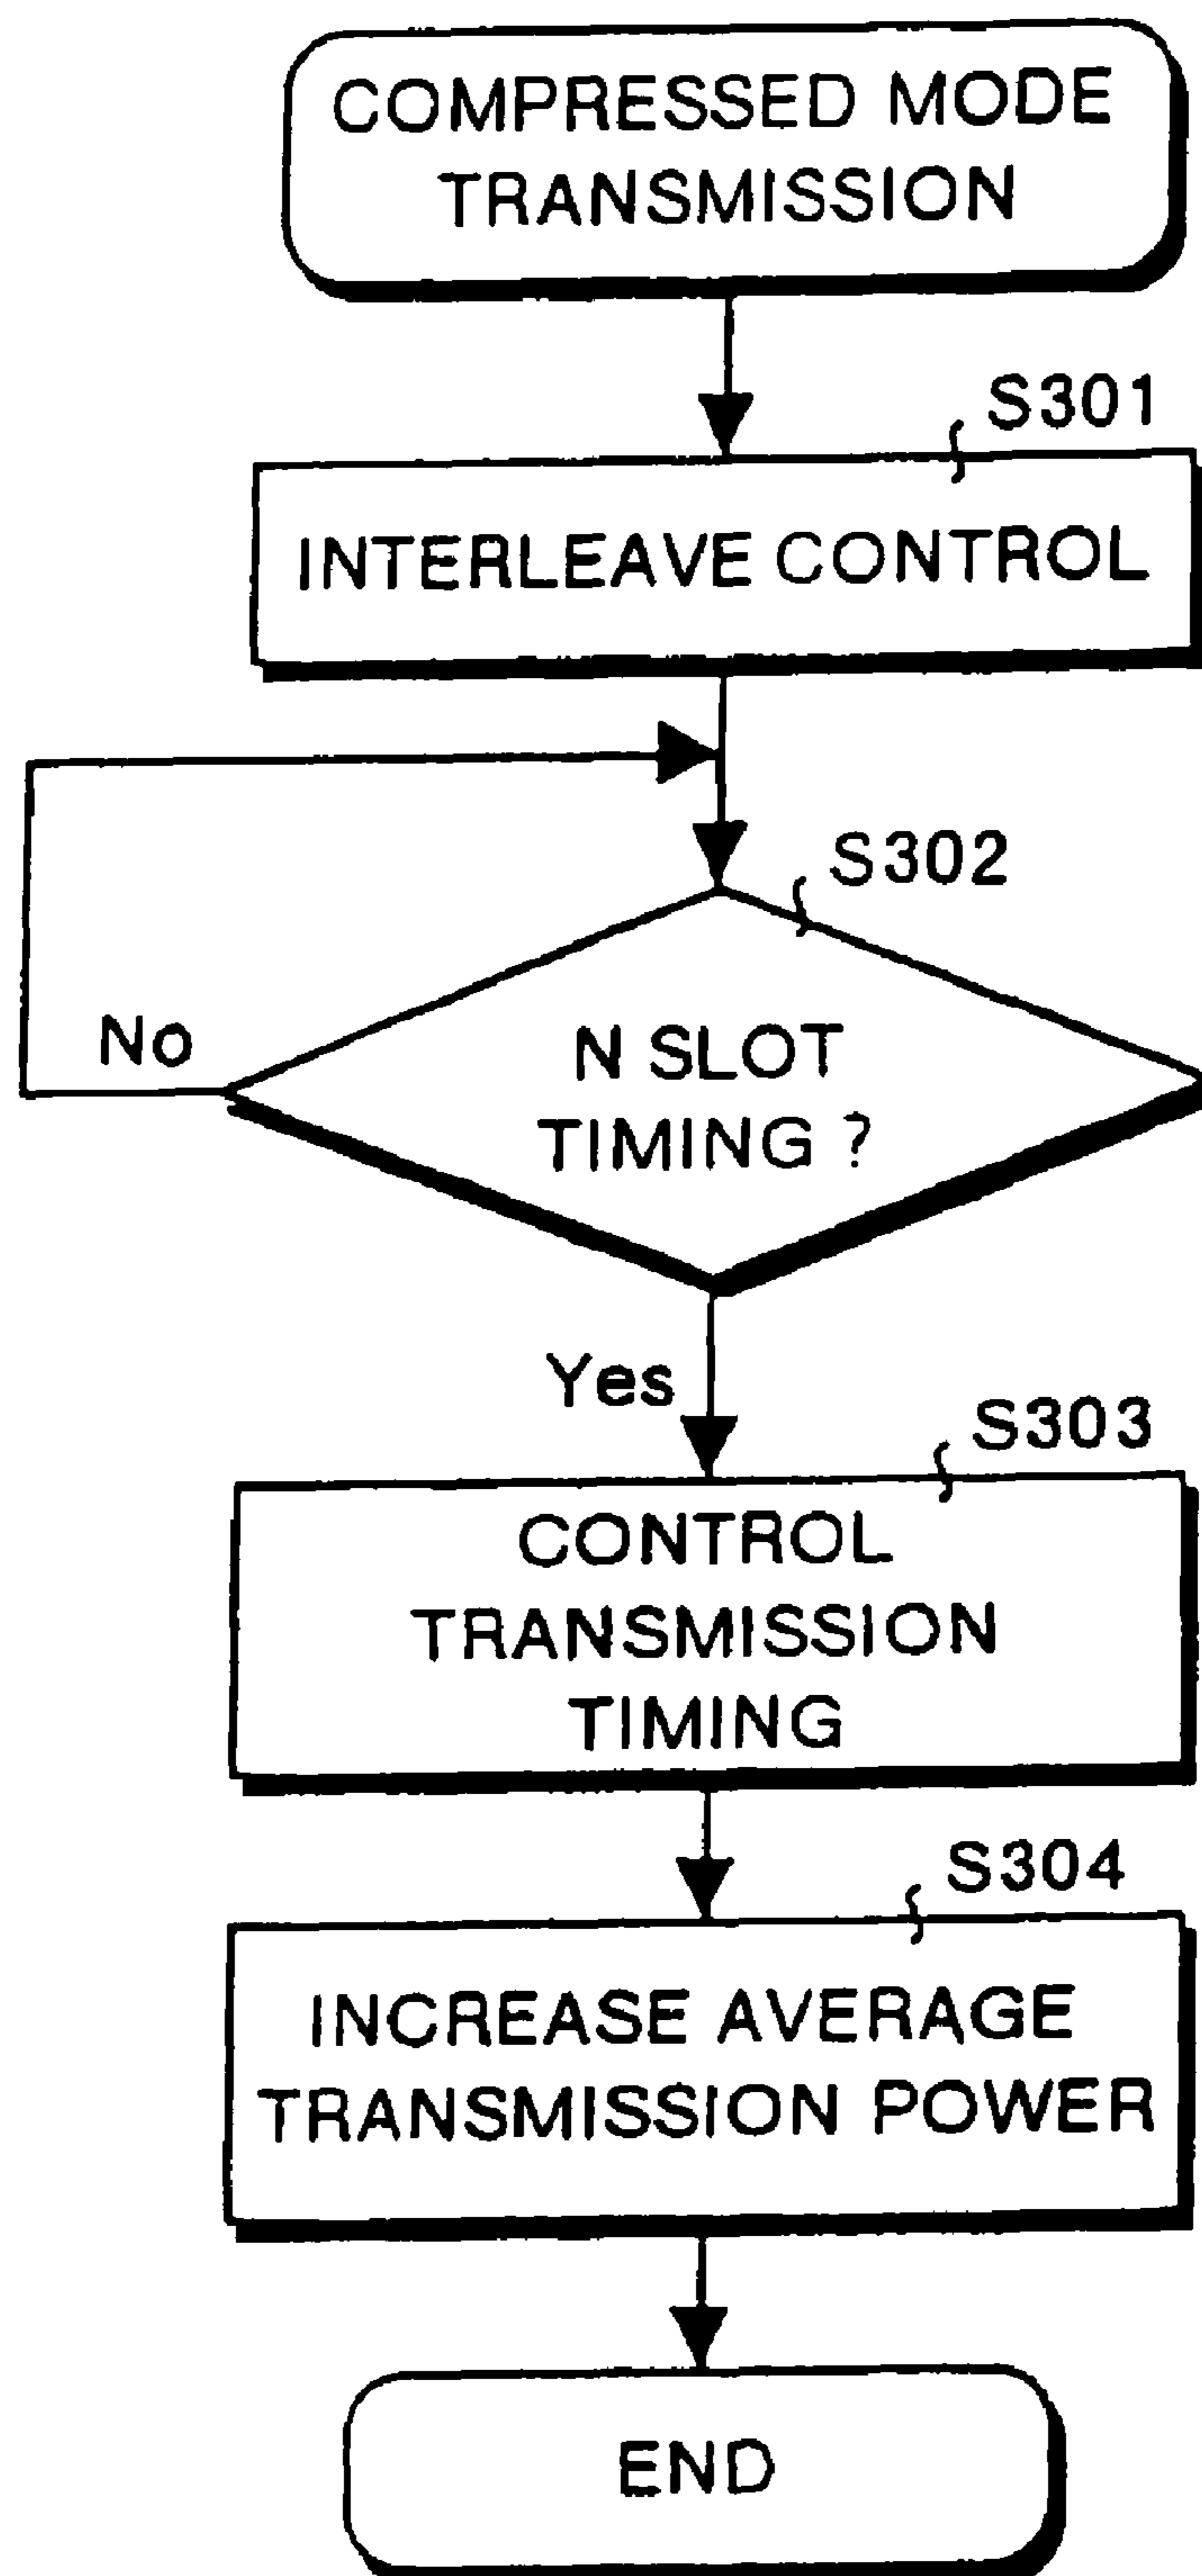 COMPRESSED MODE
TRANSMISSION
S301
INTERLEAVE CONTROL
S302
No
N SLOT
TIMING ?
Yes
S303
CONTROL
TRANSMISSION
TIMING
S304
INCREASE AVERAGE
TRANSMISSION POWER
END